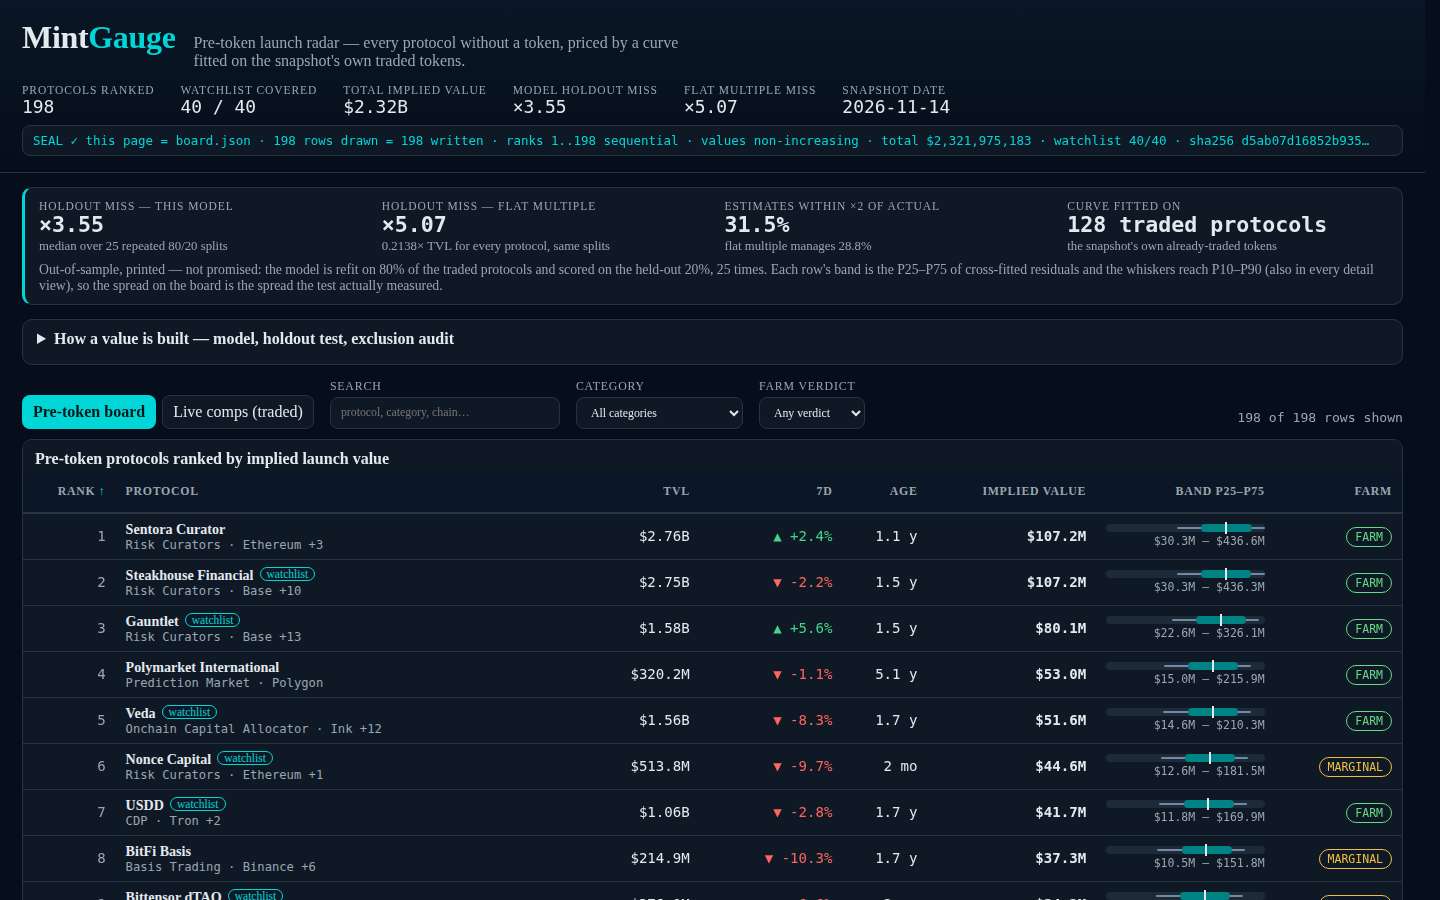 MintGauge
Pre-token launch radar — every protocol without a token, priced by a curve
fitted on the snapshot's own traded tokens.
PROTOCOLS RANKED WATCHLIST COVERED TOTAL IMPLIED VALUE MODEL HOLDOUT MISS FLAT MULTIPLE MISS SNAPSHOT DATE
198 40 / 40 $2.32B ×3.55 ×5.07 2026-11-14
SEAL ✓ this page = board.json · 198 rows drawn = 198 written · ranks 1..198 sequential · values non-increasing · total $2,321,975,183 · watchlist 40/40 · sha256 d5ab07d16852b935…
HOLDOUT MISS — THIS MODEL HOLDOUT MISS — FLAT MULTIPLE ESTIMATES WITHIN ×2 OF ACTUAL CURVE FITTED ON
×3.55 ×5.07 31.5% 128 traded protocols
median over 25 repeated 80/20 splits 0.2138× TVL for every protocol, same splits flat multiple manages 28.8% the snapshot's own already-traded tokens
Out-of-sample, printed — not promised: the model is refit on 80% of the traded protocols and scored on the held-out 20%, 25 times. Each row's band is the P25–P75 of cross-fitted residuals and the whiskers reach P10–P90 (also in every detail
view), so the spread on the board is the spread the test actually measured.
▶ How a value is built — model, holdout test, exclusion audit
SEARCH CATEGORY FARM VERDICT
Pre-token board Live comps (traded) protocol, category, chain… All categories Any verdict 198 of 198 rows shown
Pre-token protocols ranked by implied launch value
RANK ↑ PROTOCOL TVL 7D AGE IMPLIED VALUE BAND P25–P75 FARM
1 Sentora Curator $2.76B ▲ +2.4% 1.1 y $107.2M FARM
Risk Curators · Ethereum +3 $30.3M — $436.6M
2 Steakhouse Financial watchlist $2.75B ▼ -2.2% 1.5 y $107.2M FARM
Risk Curators · Base +10 $30.3M — $436.3M
3 Gauntlet watchlist $1.58B ▲ +5.6% 1.5 y $80.1M FARM
Risk Curators · Base +13 $22.6M — $326.1M
4 Polymarket International $320.2M ▼ -1.1% 5.1 y $53.0M FARM
Prediction Market · Polygon $15.0M — $215.9M
5 Veda watchlist $1.56B ▼ -8.3% 1.7 y $51.6M FARM
Onchain Capital Allocator · Ink +12 $14.6M — $210.3M
6 Nonce Capital watchlist $513.8M ▼ -9.7% 2 mo $44.6M MARGINAL
Risk Curators · Ethereum +1 $12.6M — $181.5M
7 USDD watchlist $1.06B ▼ -2.8% 1.7 y $41.7M FARM
CDP · Tron +2 $11.8M — $169.9M
8 BitFi Basis $214.9M ▼ -10.3% 1.7 y $37.3M MARGINAL
Basis Trading · Binance +6 $10.5M — $151.8M
Bittensor dTAO watchlist